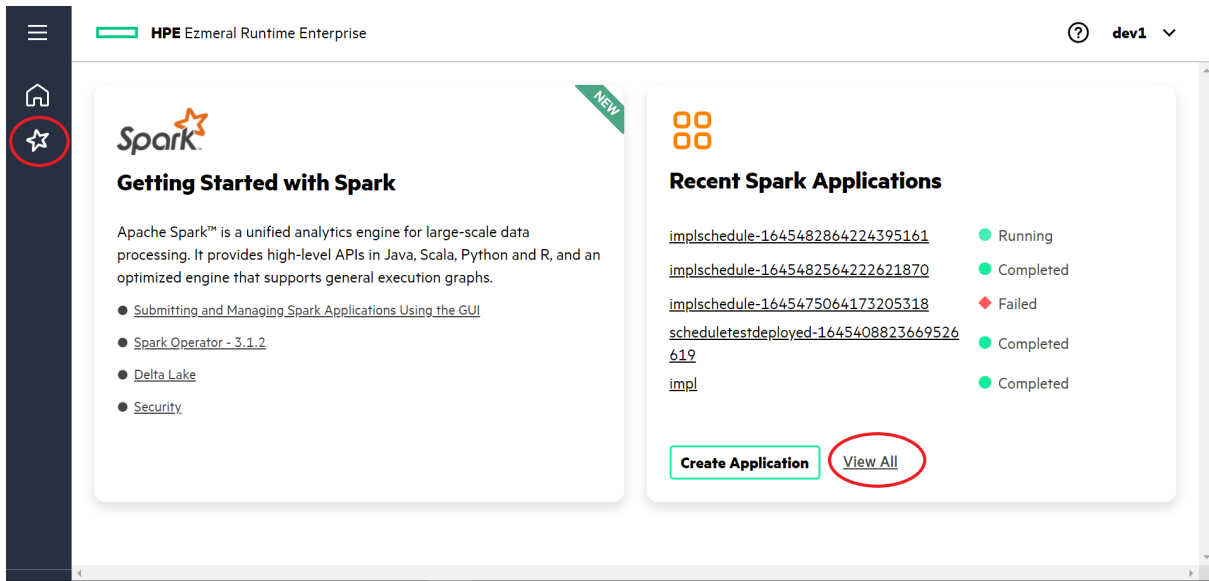 HPE Ezmeral Runtime Enterprise
dev1
NEW
Spark
Getting Started with Spark
Apache Spark™ is a unified analytics engine for large-scale data
processing. It provides high-level APIs in Java, Scala, Python and R, and an
optimized engine that supports general execution graphs.
Submitting and Managing Spark Applications Using the GUI
Spark Operator - 3.1.2
Delta Lake
Security
Recent Spark Applications
implschedule-1645482864224395161 Running
implschedule-1645482564222621870 Completed
implschedule-1645475064173205318 Failed
scheduletestdeployed-1645408823669526
619 Completed
impl Completed
Create Application View All